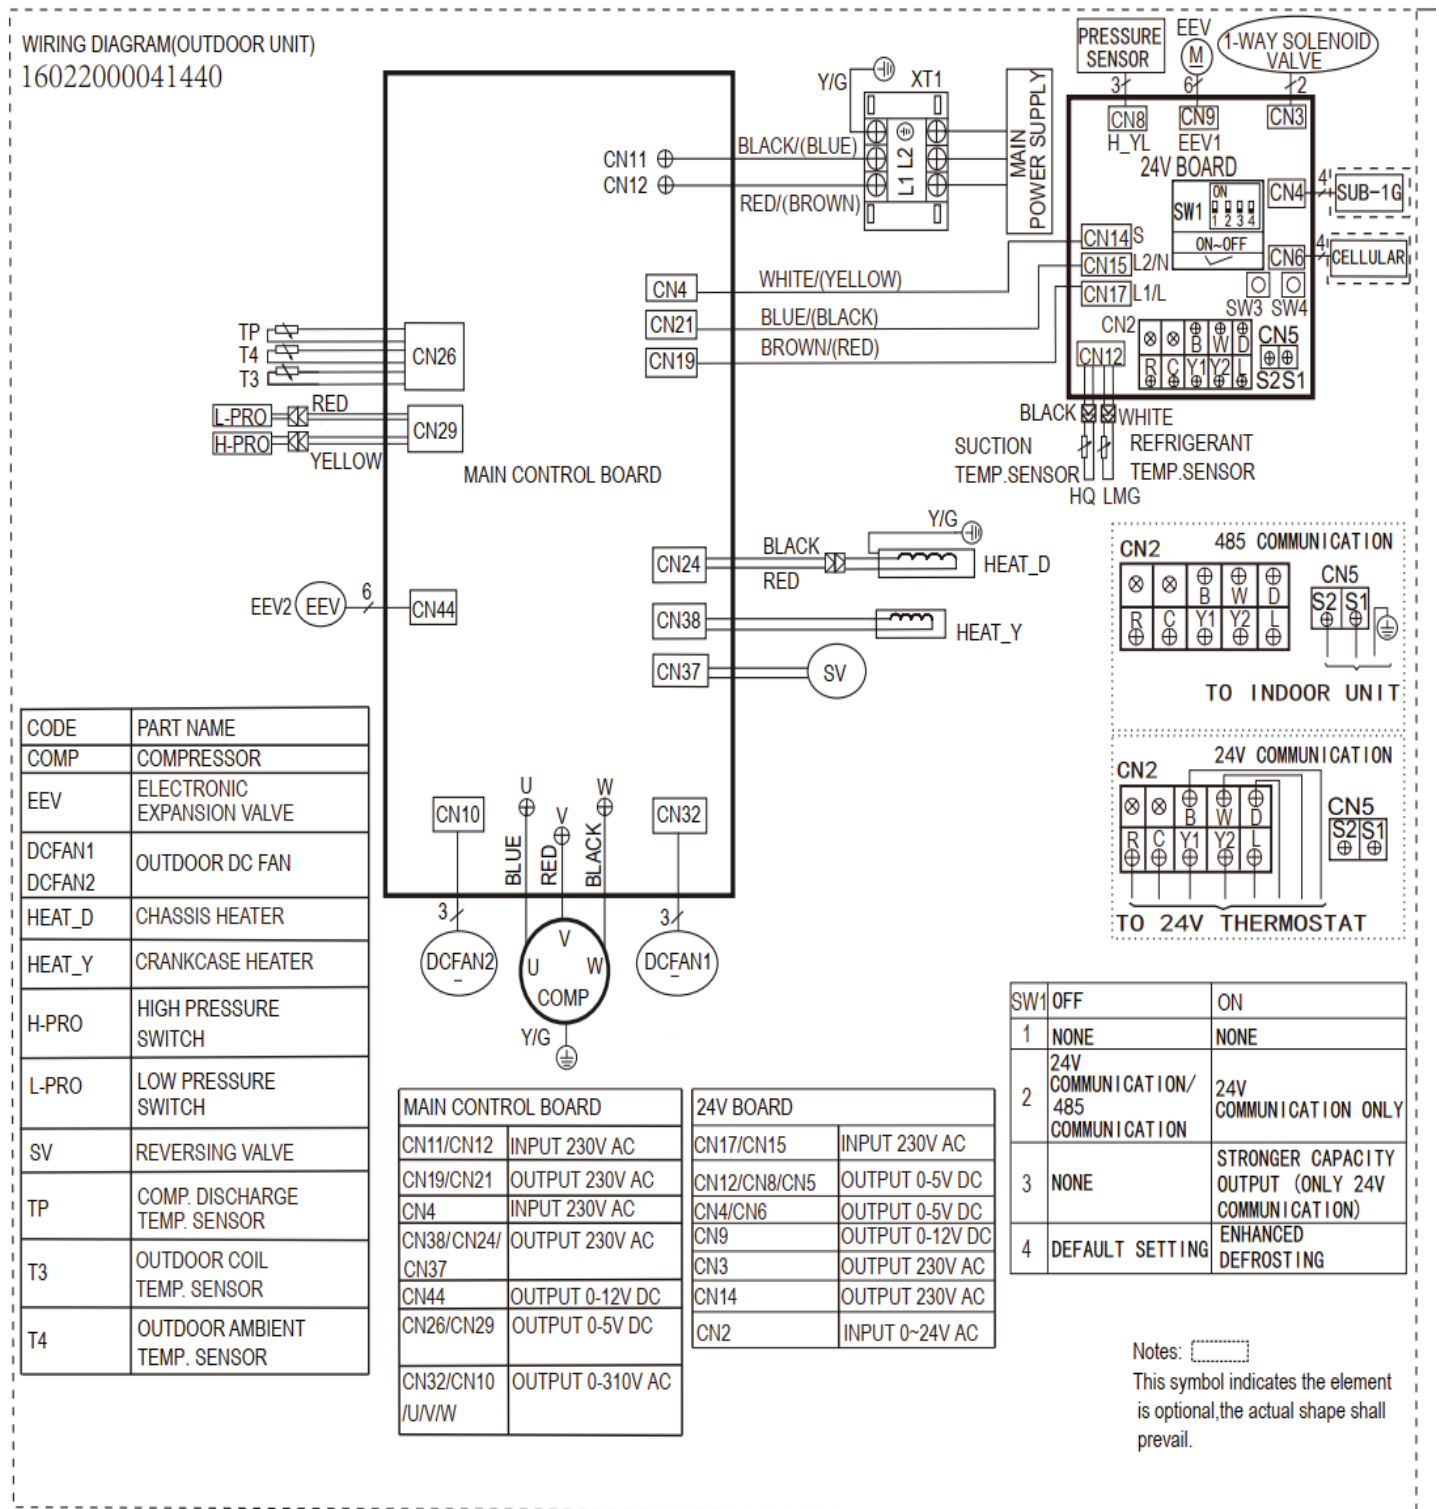 WIRING DIAGRAM(OUTDOOR UNIT)
16022000041440
PRESSURE
SENSOR
EEV
M
1-WAY SOLENOID
VALVE
3
6
2
CN8
H_YL
CN9
EEV1
CN3
24V BOARD
SW1
ON
1 2 3 4
ON~OFF
CN4
4
SUB-1G
CN6
4
CELLULAR
SW3 SW4
CN14 S
CN15 L2/N
CN17 L1/L
CN2
B W D
R C Y1 Y2 L
CN5
S2 S1
CN12
BLACK
WHITE
SUCTION
TEMP.SENSOR
REFRIGERANT
TEMP.SENSOR
HQ LMG
Y/G
XT1
L1 L2
MAIN
POWER SUPPLY
CN11
BLACK/(BLUE)
CN12
RED/(BROWN)
CN4
WHITE/(YELLOW)
CN21
BLUE/(BLACK)
CN19
BROWN/(RED)
TP
T4
T3
CN26
L-PRO
RED
H-PRO
YELLOW
CN29
MAIN CONTROL BOARD
CN24
BLACK
RED
Y/G
HEAT_D
CN38
HEAT_Y
CN37
SV
EEV2
EEV
6
CN44
CN10
U
V
W
CN32
BLUE
RED
BLACK
3
3
DCFAN2
U
V
W
COMP
DCFAN1
Y/G
CN2
485 COMMUNICATION
B W D
R C Y1 Y2 L
CN5
S2 S1
TO INDOOR UNIT
24V COMMUNICATION
CN2
B W D
R C Y1 Y2 L
CN5
S2 S1
TO 24V THERMOSTAT
CODE PART NAME
COMP COMPRESSOR
EEV ELECTRONIC
EXPANSION VALVE
DCFAN1
DCFAN2
OUTDOOR DC FAN
HEAT_D CHASSIS HEATER
HEAT_Y CRANKCASE HEATER
H-PRO HIGH PRESSURE
SWITCH
L-PRO LOW PRESSURE
SWITCH
SV REVERSING VALVE
TP COMP. DISCHARGE
TEMP. SENSOR
T3 OUTDOOR COIL
TEMP. SENSOR
T4 OUTDOOR AMBIENT
TEMP. SENSOR
MAIN CONTROL BOARD
CN11/CN12 INPUT 230V AC
CN19/CN21 OUTPUT 230V AC
CN4 INPUT 230V AC
CN38/CN24/
CN37
OUTPUT 230V AC
CN44 OUTPUT 0-12V DC
CN26/CN29 OUTPUT 0-5V DC
CN32/CN10
/U/V/W
OUTPUT 0-310V AC
24V BOARD
CN17/CN15 INPUT 230V AC
CN12/CN8/CN5 OUTPUT 0-5V DC
CN4/CN6 OUTPUT 0-5V DC
CN9 OUTPUT 0-12V DC
CN3 OUTPUT 230V AC
CN14 OUTPUT 230V AC
CN2 INPUT 0~24V AC
SW1 OFF ON
1 NONE NONE
2
24V
COMMUNICATION/
485
COMMUNICATION
24V
COMMUNICATION ONLY
3 NONE
STRONGER CAPACITY
OUTPUT (ONLY 24V
COMMUNICATION)
4 DEFAULT SETTING
ENHANCED
DEFROSTING
Notes:
This symbol indicates the element
is optional,the actual shape shall
prevail.